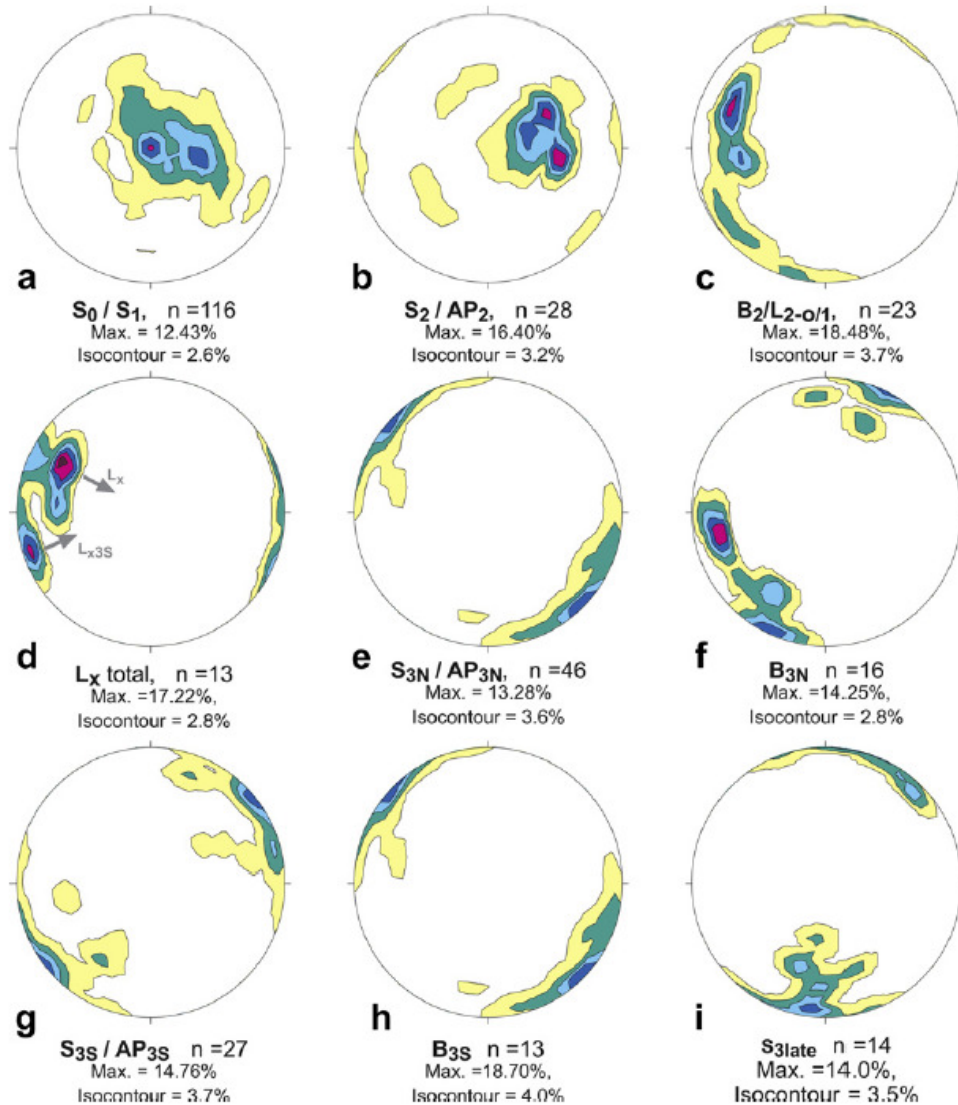 a
S0 / S1, n =116
Max. = 12.43%
Isocontour = 2.6%
b
S2 / AP2, n =28
Max. = 16.40%
Isocontour = 3.2%
c
B2/L2-o/1, n =23
Max. =18.48%,
Isocontour = 3.7%
Lx
Lx3S
d
Lx total, n =13
Max. =17.22%,
Isocontour = 2.8%
e
S3N / AP3N, n =46
Max. = 13.28%
Isocontour = 3.6%
f
B3N n =16
Max. =14.25%,
Isocontour = 2.8%
g
S3S / AP3S n =27
Max. = 14.76%
Isocontour = 3.7%
h
B3S n =13
Max. =18.70%,
Isocontour = 4.0%
i
s3late n =14
Max. =14.0%,
Isocontour = 3.5%